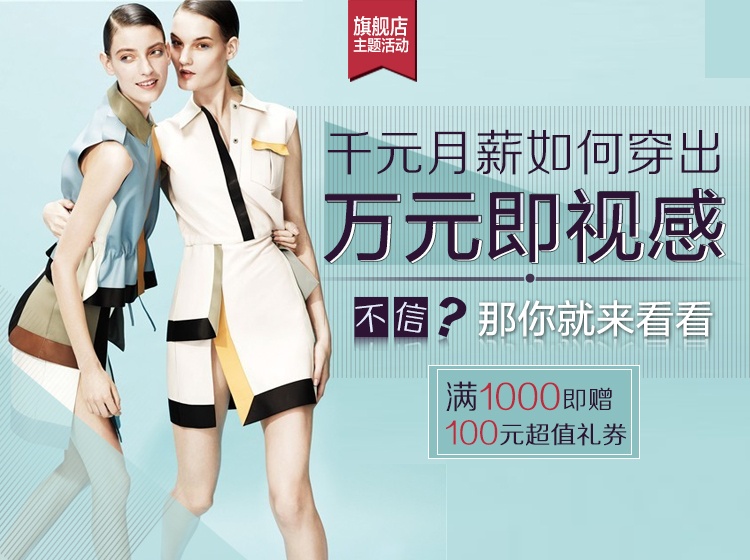 旗舰店
主题活动
千元月薪如何穿出
万元即视感
不信? 那你就来看看
满1000即赠
100元超值礼券